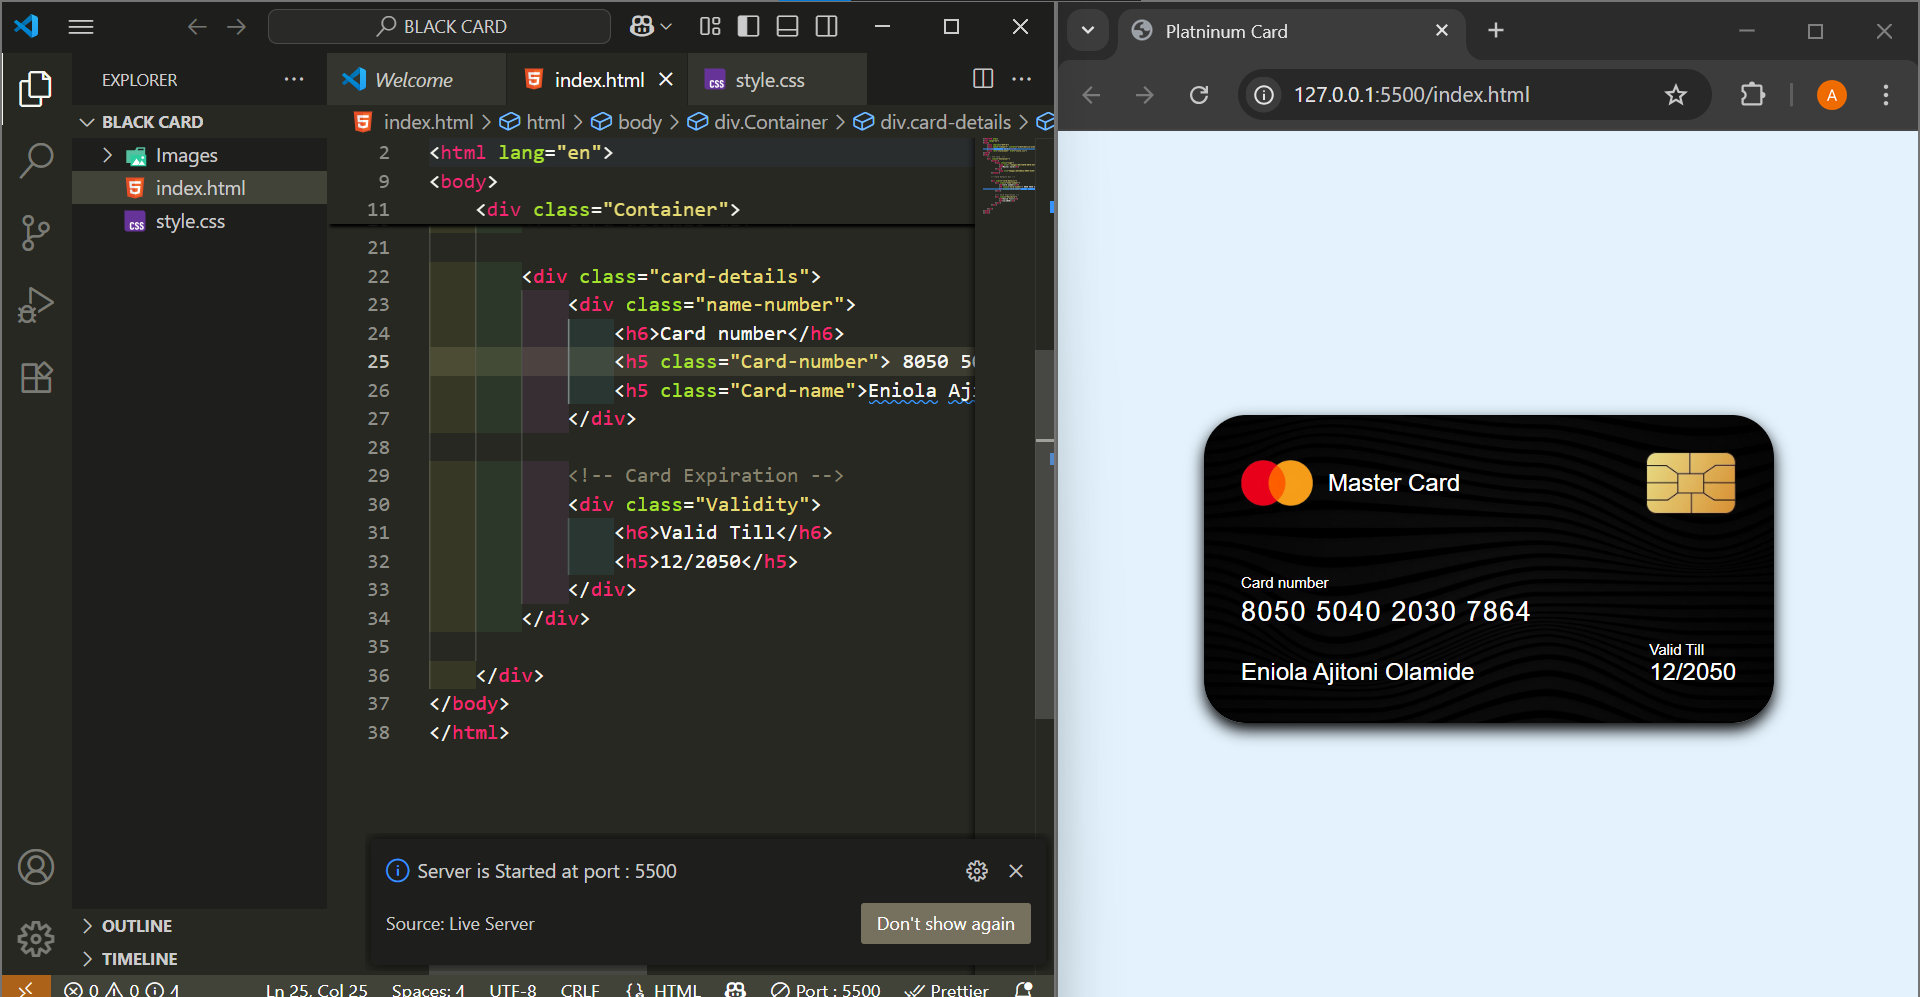 BLACK CARD
EXPLORER
Welcome
index.html
style.css
BLACK CARD
Images
index.html
style.css
index.html > html > body > div.Container > div.card-details >
2 <html lang="en">
9 <body>
11 <div class="Container">
21
22 <div class="card-details">
23 <div class="name-number">
24 <h6>Card number</h6>
25 <h5 class="Card-number"> 8050 50
26 <h5 class="Card-name">Eniola Aj
27 </div>
28
29 <!-- Card Expiration -->
30 <div class="Validity">
31 <h6>Valid Till</h6>
32 <h5>12/2050</h5>
33 </div>
34 </div>
35
36 </div>
37 </body>
38 </html>
Server is Started at port : 5500
Source: Live Server
Don't show again
OUTLINE
TIMELINE
0 0 4 Ln 25, Col 25 Spaces: 4 UTF-8 CRLF {} HTML Port : 5500 Prettier
Platninum Card
127.0.0.1:5500/index.html
A
Master Card
Card number
8050 5040 2030 7864
Valid Till
Eniola Ajitoni Olamide
12/2050